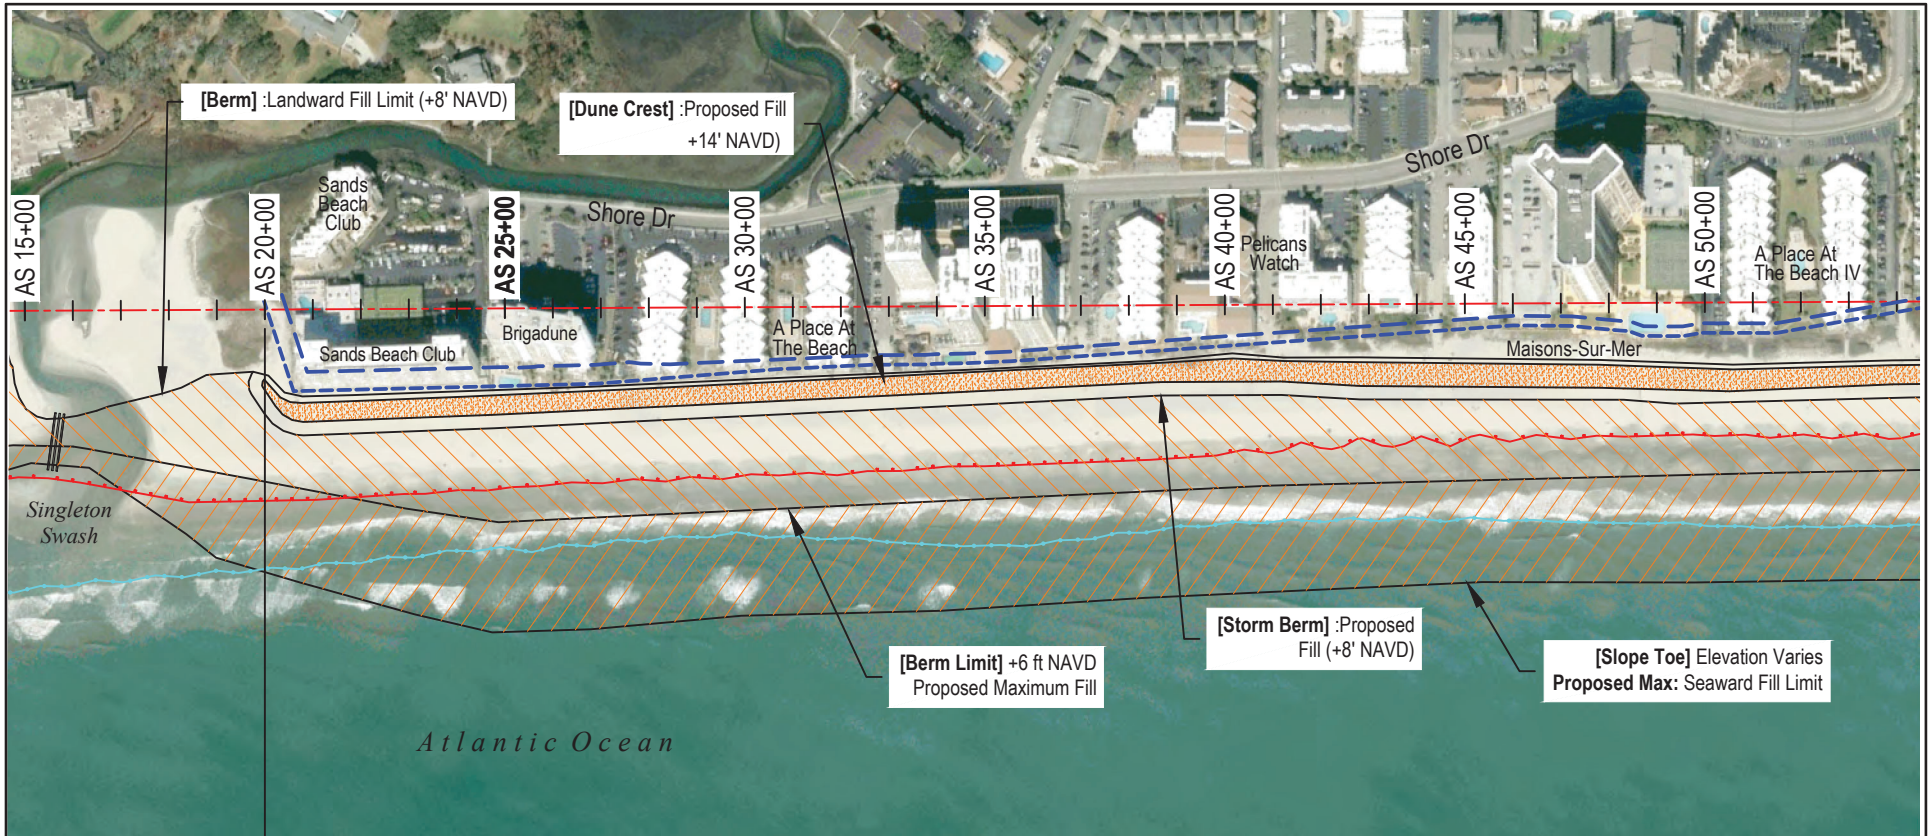 [Berm] :Landward Fill Limit (+8' NAVD)
[Dune Crest] :Proposed Fill
+14' NAVD)
Shore Dr
Shore Dr
Sands
Beach
Club
AS 15+00
AS 20+00
AS 25+00
AS 30+00
AS 35+00
AS 40+00
AS 45+00
AS 50+00
Pelicans
Watch
A Place At
The Beach IV
Sands Beach Club
Brigadune
A Place At
The Beach
Maisons-Sur-Mer
Singleton
Swash
[Berm Limit] +6 ft NAVD
Proposed Maximum Fill
[Storm Berm] :Proposed
Fill (+8' NAVD)
[Slope Toe] Elevation Varies
Proposed Max: Seaward Fill Limit
Atlantic Ocean